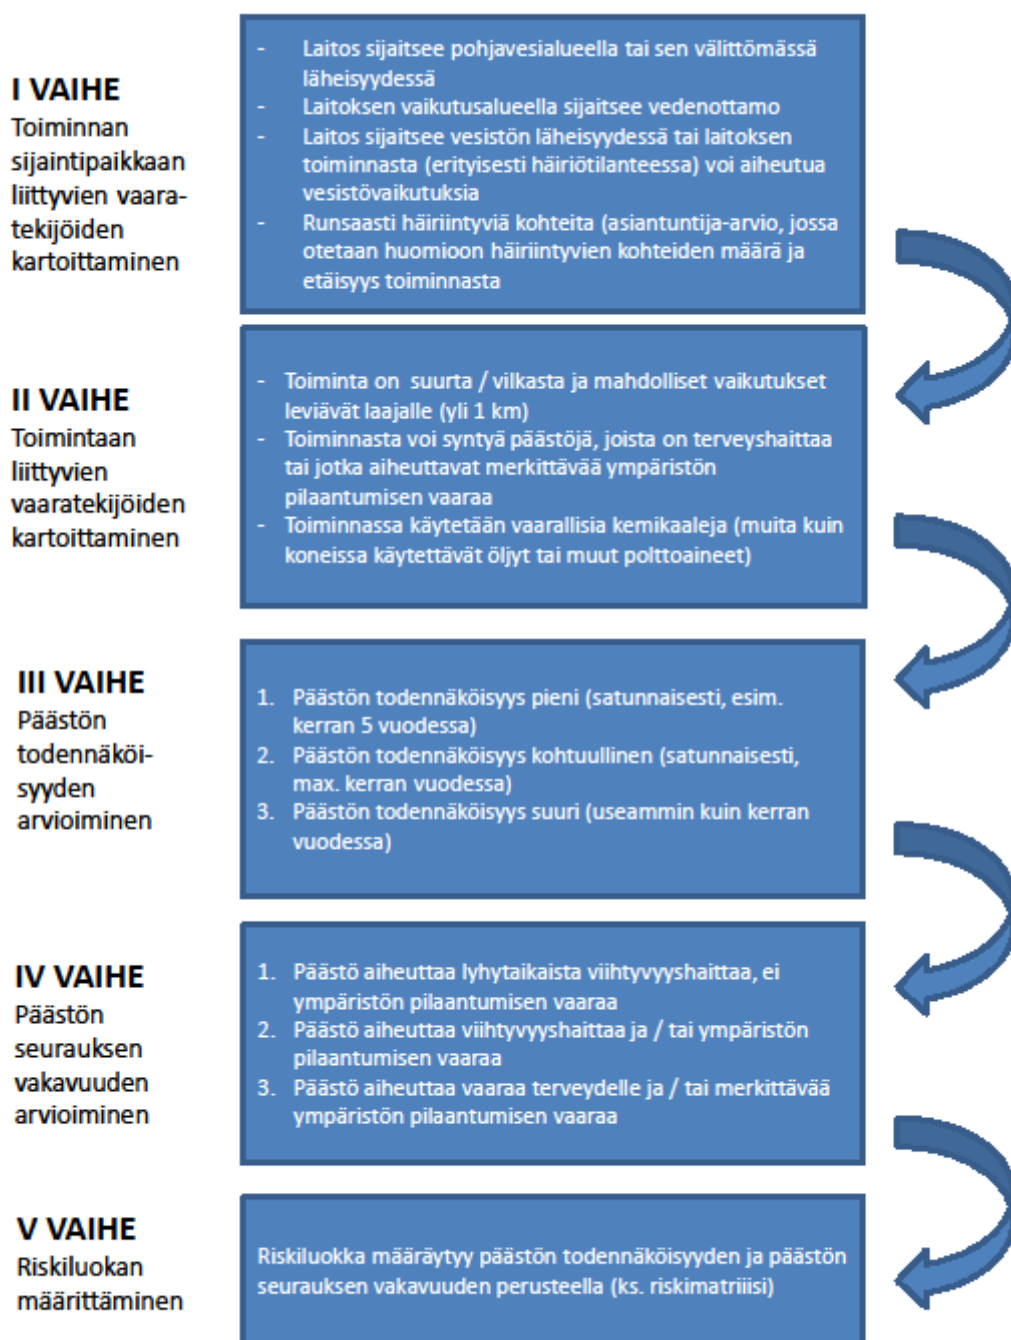 I VAIHE
Toiminnan
sijaintipaikkaan
liittyvien vaara-
tekijöiden
kartoittaminen
- Laitos sijaitsee pohjavesialueella tai sen välittömässä
läheisyydessä
- Laitoksen vaikutusalueella sijaitsee vedenottamo
- Laitos sijaitsee vesistön läheisyydessä tai laitoksen
toiminnasta (erityisesti häiriötilanteessa) voi aiheutua
vesistövaikutuksia
- Runsaasti häiriintyviä kohteita (asiantuntija-arvio, jossa
otetaan huomioon häiriintyvien kohteiden määrä ja
etäisyys toiminnasta
II VAIHE
Toimintaan
liittyvien
vaaratekijöiden
kartoittaminen
- Toiminta on suurta / vilkasta ja mahdolliset vaikutukset
leviävät laajalle (yli 1 km)
- Toiminnasta voi syntyä päästöjä, joista on terveyshaittaa
tai jotka aiheuttavat merkittävää ympäristön
pilaantumisen vaaraa
- Toiminnassa käytetään vaarallisia kemikaaleja (muita kuin
koneissa käytettävät öljyt tai muut polttoaineet)
III VAIHE
Päästön
todennäköi-
syyden
arvioiminen
1. Päästön todennäköisyys pieni (satunnaisesti, esim.
kerran 5 vuodessa)
2. Päästön todennäköisyys kohtuullinen (satunnaisesti,
max. kerran vuodessa)
3. Päästön todennäköisyys suuri (useammin kuin kerran
vuodessa)
IV VAIHE
Päästön
seurauksen
vakavuuden
arvioiminen
1. Päästö aiheuttaa lyhytaikaista viihtyvyyshaittaa, ei
ympäristön pilaantumisen vaaraa
2. Päästö aiheuttaa viihtyvyyshaittaa ja / tai ympäristön
pilaantumisen vaaraa
3. Päästö aiheuttaa vaaraa terveydelle ja / tai merkittävää
ympäristön pilaantumisen vaaraa
V VAIHE
Riskiluokan
määrittäminen
Riskiluokka määräytyy päästön todennäköisyyden ja päästön
seurauksen vakavuuden perusteella (ks. riskimatriiisi)